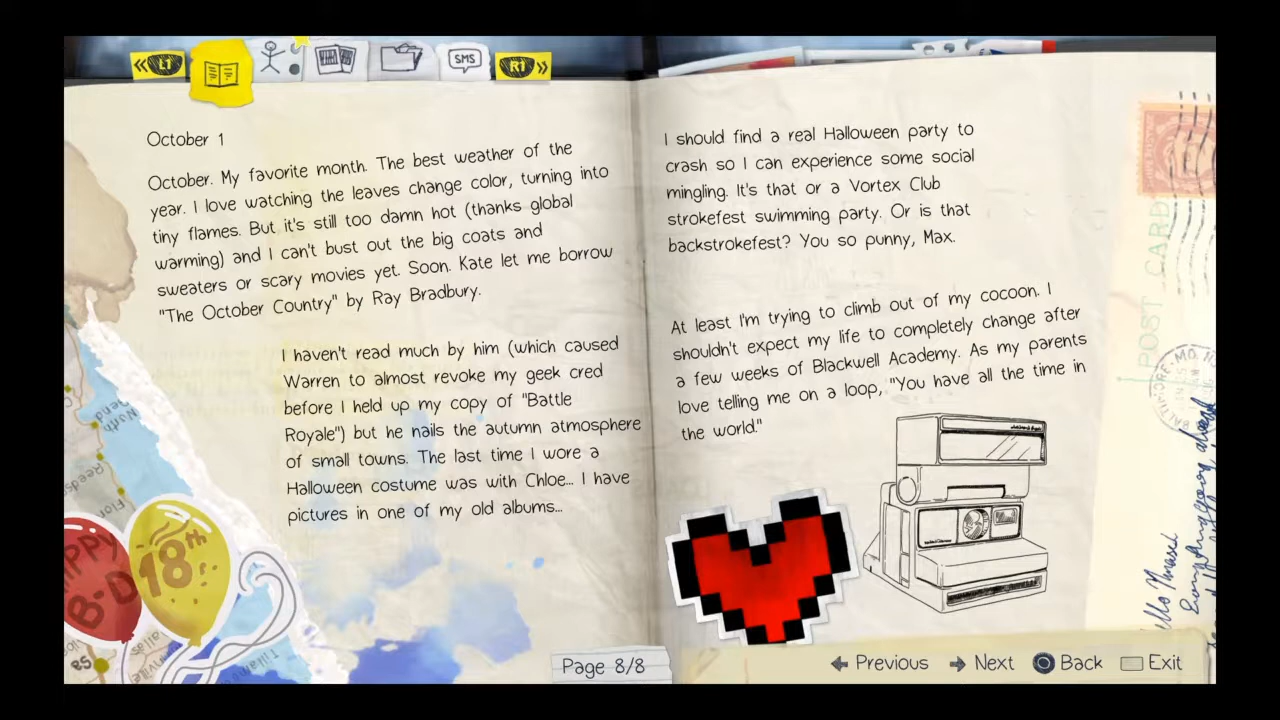 « LT
SMS
RT »
October 1
October. My favorite month. The best weather of the
year. I love watching the leaves change color, turning into
tiny flames. But it's still too damn hot (thanks global
warming) and I can't bust out the big coats and
sweaters or scary movies yet. Soon. Kate let me borrow
"The October Country" by Ray Bradbury.
I haven't read much by him (which caused
Warren to almost revoke my geek cred
before I held up my copy of "Battle
Royale") but he nails the autumn atmosphere
of small towns. The last time I wore a
Halloween costume was with Chloe... I have
pictures in one of my old albums...
I should find a real Halloween party to
crash so I can experience some social
mingling. It's that or a Vortex Club
strokefest swimming party. Or is that
backstrokefest? You so punny, Max.
At least I'm trying to climb out of my cocoon. I
shouldn't expect my life to completely change after
a few weeks of Blackwell Academy. As my parents
love telling me on a loop, "You have all the time in
the world."
POST CARD
HAPPY
B-D
18th
North
Bend
Page 8/8
Previous
Next
Back
Exit